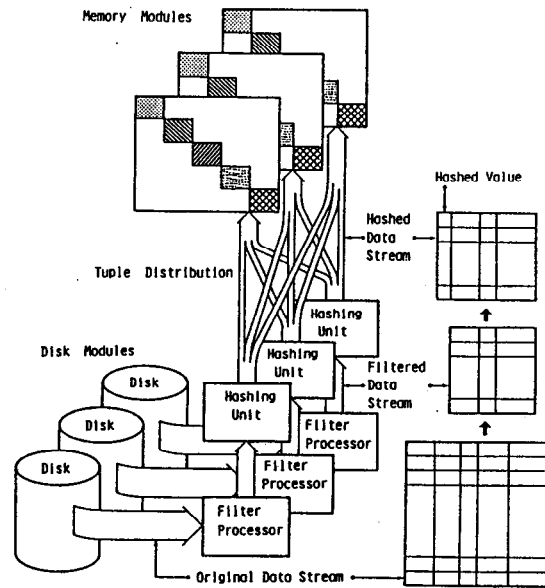 Memory Modules
Hashed Value
Hashed
Data
Stream
Tuple Distribution
Hashing
Unit
Hashing
Unit
Hashing
Unit
Disk Modules
Filtered
Data
Stream
Disk
Disk
Disk
Filter
Processor
Filter
Processor
Filter
Processor
Original Data Stream